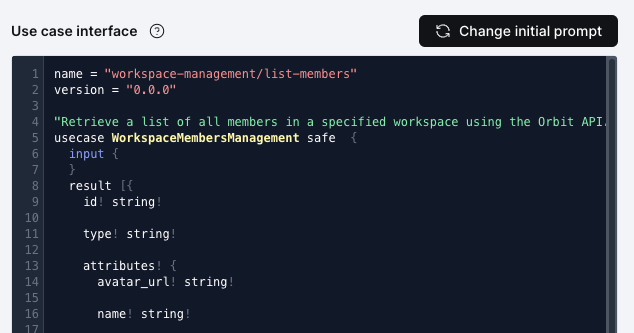 Use case interface ?
Change initial prompt
1 name = "workspace-management/list-members"
2 version = "0.0.0"
3
4 "Retrieve a list of all members in a specified workspace using the Orbit API.
5 usecase WorkspaceMembersManagement safe {
6 input {
7 }
8 result [{
9 id! string!
10
11 type! string!
12
13 attributes! {
14 avatar_url! string!
15
16 name! string!
17